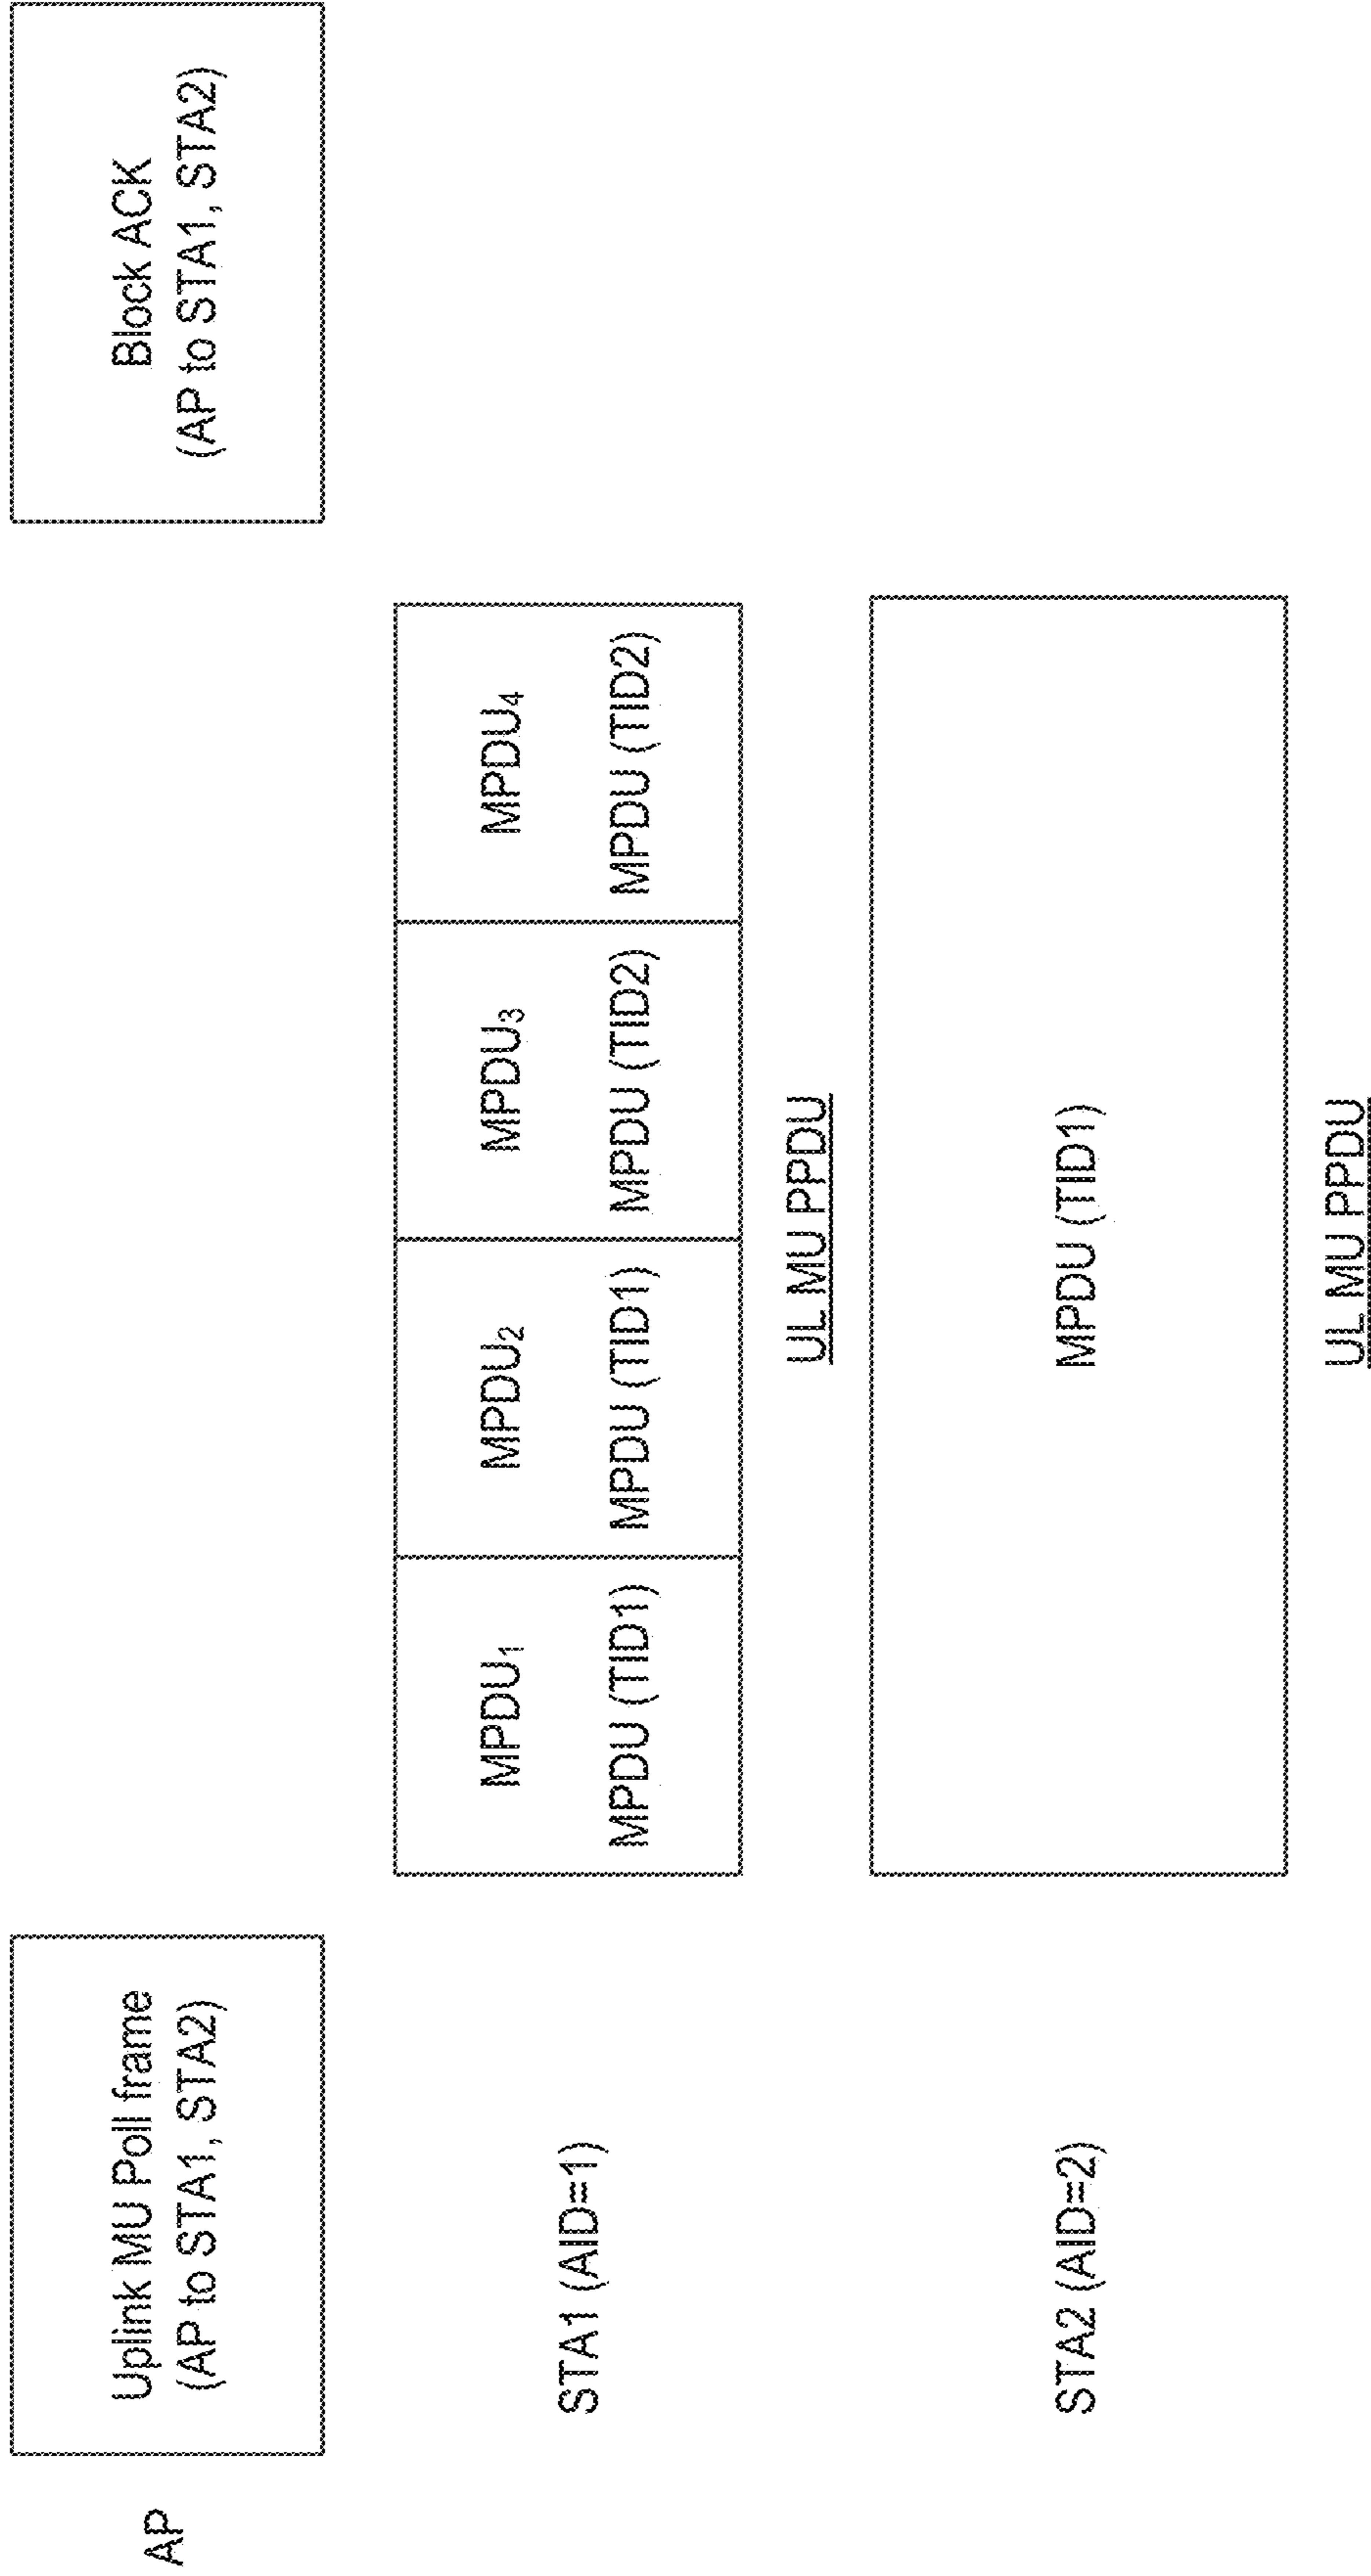 AP
Uplink MU Poll frame
(AP to STA1, STA2)
Block ACK
(AP to STA1, STA2)
STA1 (AID=1)
MPDU₁
MPDU (TID1)
MPDU₂
MPDU (TID1)
MPDU₃
MPDU (TID2)
MPDU₄
MPDU (TID2)
UL MU PPDU
STA2 (AID=2)
MPDU (TID1)
UL MU PPDU